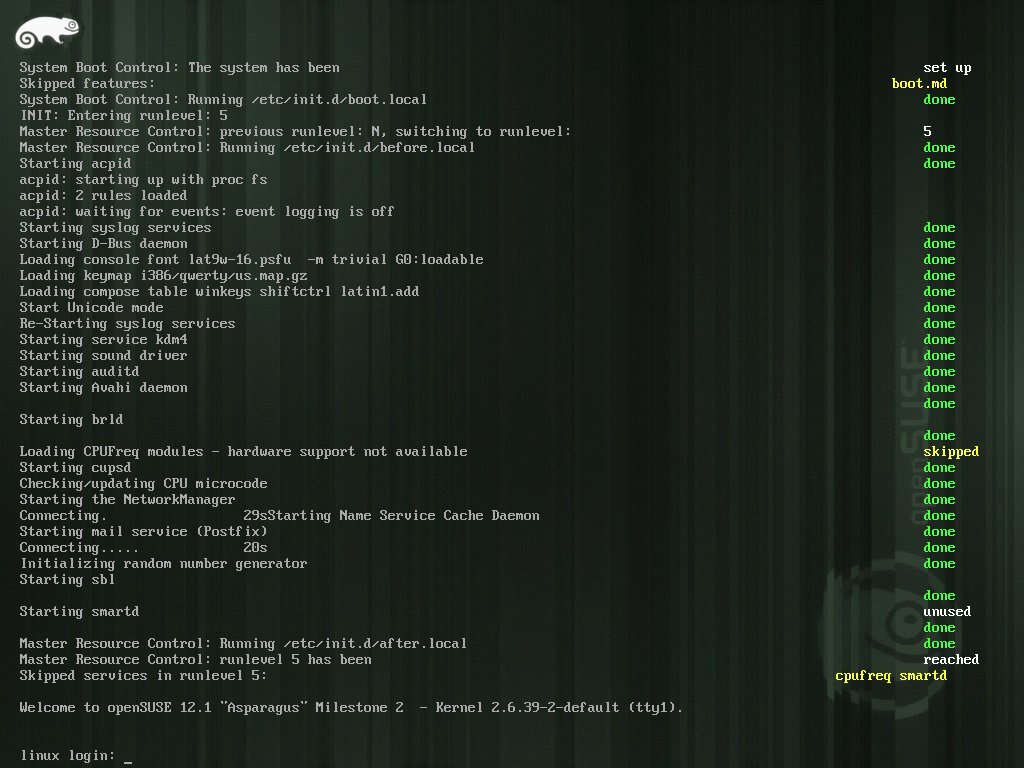 System Boot Control: The system has been set up
Skipped features: boot.md
System Boot Control: Running /etc/init.d/boot.local done
INIT: Entering runlevel: 5
Master Resource Control: previous runlevel: N, switching to runlevel: 5
Master Resource Control: Running /etc/init.d/before.local done
Starting acpid done
acpid: starting up with proc fs
acpid: 2 rules loaded
acpid: waiting for events: event logging is off
Starting syslog services done
Starting D-Bus daemon done
Loading console font lat9w-16.psfu -m trivial G0:loadable done
Loading keymap i386/qwerty/us.map.gz done
Loading compose table winkeys shiftctrl latin1.add done
Start Unicode mode done
Re-Starting syslog services done
Starting service kdm4 done
Starting sound driver done
Starting auditd done
Starting Avahi daemon done
done
Starting brld
done
Loading CPUFreq modules - hardware support not available skipped
Starting cupsd done
Checking/updating CPU microcode done
Starting the NetworkManager done
Connecting. 29sStarting Name Service Cache Daemon done
Starting mail service (Postfix) done
Connecting..... 20s done
Initializing random number generator done
Starting sbl
done
Starting smartd unused
done
Master Resource Control: Running /etc/init.d/after.local done
Master Resource Control: runlevel 5 has been reached
Skipped services in runlevel 5: cpufreq smartd
Welcome to openSUSE 12.1 "Asparagus" Milestone 2 - Kernel 2.6.39-2-default (tty1).
linux login: _
openSUSE